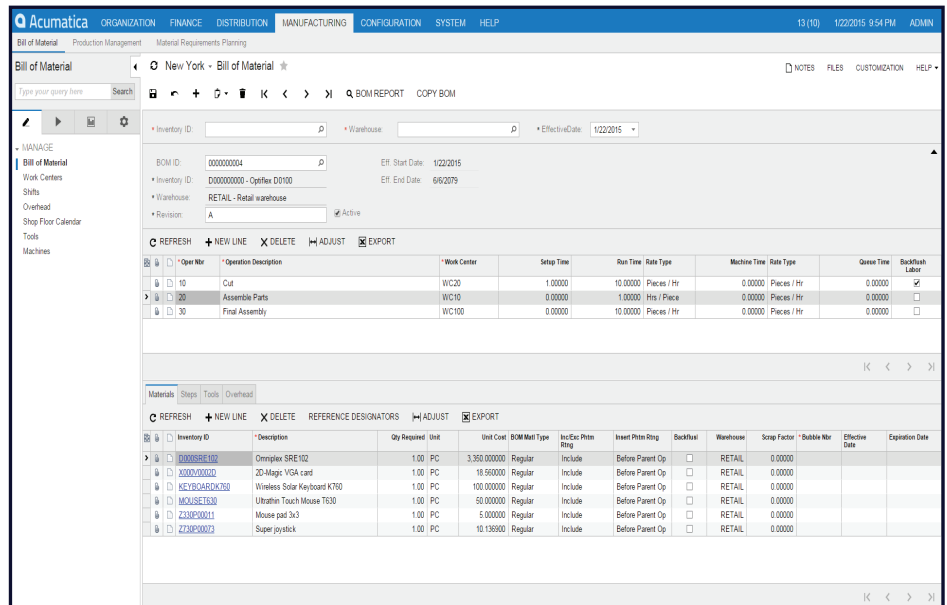 Acumatica ORGANIZATION FINANCE DISTRIBUTION MANUFACTURING CONFIGURATION SYSTEM HELP 13 (10) 1/22/2015 9:54 PM ADMIN
Bill of Material Production Management Material Requirements Planning
Bill of Material New York - Bill of Material NOTES FILES CUSTOMIZATION HELP
Type your query here Search BOM REPORT COPY BOM
* Inventory ID: * Warehouse: * EffectiveDate: 1/22/2015
MANAGE
Bill of Material
Work Centers
Shifts
Overhead
Shop Floor Calendar
Tools
Machines
BOM ID: 0000000004 Eff. Start Date: 1/22/2015
* Inventory ID: D000000000 - Optiflex D0100 Eff. End Date: 6/6/2079
* Warehouse: RETAIL - Retail warehouse
* Revision: A Active
REFRESH NEW LINE DELETE ADJUST EXPORT
* Oper Nbr * Operation Description * Work Center Setup Time Run Time Rate Type Machine Time Rate Type Queue Time Backflush Labor
10 Cut WC20 1.00000 10.00000 Pieces / Hr 0.00000 Pieces / Hr 0.00000
20 Assemble Parts WC10 0.00000 1.00000 Hrs / Piece 0.00000 Pieces / Hr 0.00000
30 Final Assembly WC100 0.00000 10.00000 Pieces / Hr 0.00000 Pieces / Hr 0.00000
Materials Steps Tools Overhead
REFRESH NEW LINE DELETE REFERENCE DESIGNATORS ADJUST EXPORT
Inventory ID * Description Qty Required Unit Unit Cost BOM Matl Type Inc/Exc Phtm Rtng Insert Phtm Rtng Backflusl Warehouse Scrap Factor * Bubble Nbr Effective Date Expiration Date
D000SRE102 Omniplex SRE102 1.00 PC 3,350.000000 Regular Include Before Parent Op RETAIL 0.00000
X000V0002D 2D-Magic VGA card 1.00 PC 18.560000 Regular Include Before Parent Op RETAIL 0.00000
KEYBOARDK760 Wireless Solar Keyboard K760 1.00 PC 100.000000 Regular Include Before Parent Op RETAIL 0.00000
MOUSET630 Ultrathin Touch Mouse T630 1.00 PC 50.000000 Regular Include Before Parent Op RETAIL 0.00000
Z330P00011 Mouse pad 3x3 1.00 PC 5.000000 Regular Include Before Parent Op RETAIL 0.00000
Z730P00073 Super joystick 1.00 PC 10.136900 Regular Include Before Parent Op RETAIL 0.00000